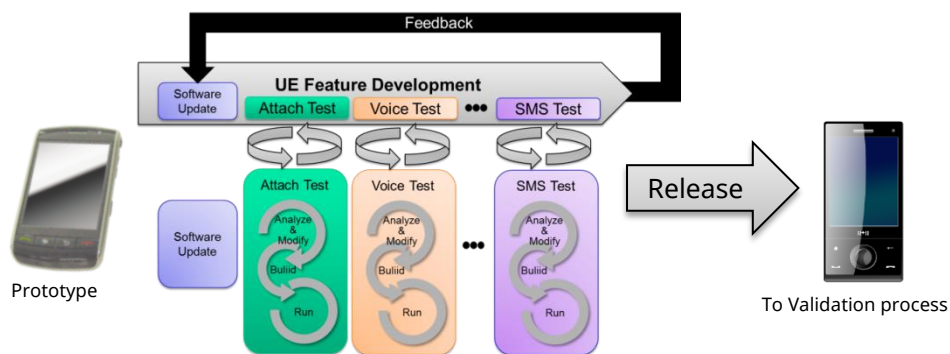 Feedback
UE Feature Development
Software
Update
Attach Test
Voice Test
SMS Test
Attach Test
Voice Test
SMS Test
Software
Update
Analyze
&
Modify
Buliid
Run
Analyze
&
Modify
Buliid
Run
Analyze
&
Modify
Buliid
Run
Release
Prototype
To Validation process